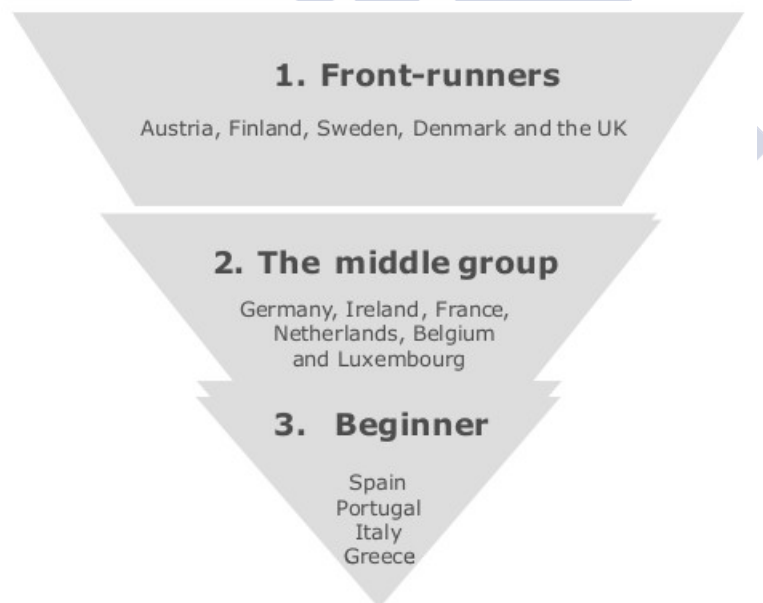 1. Front-runners
Austria, Finland, Sweden, Denmark and the UK
2. The middle group
Germany, Ireland, France,
Netherlands, Belgium
and Luxembourg
3. Beginner
Spain
Portugal
Italy
Greece